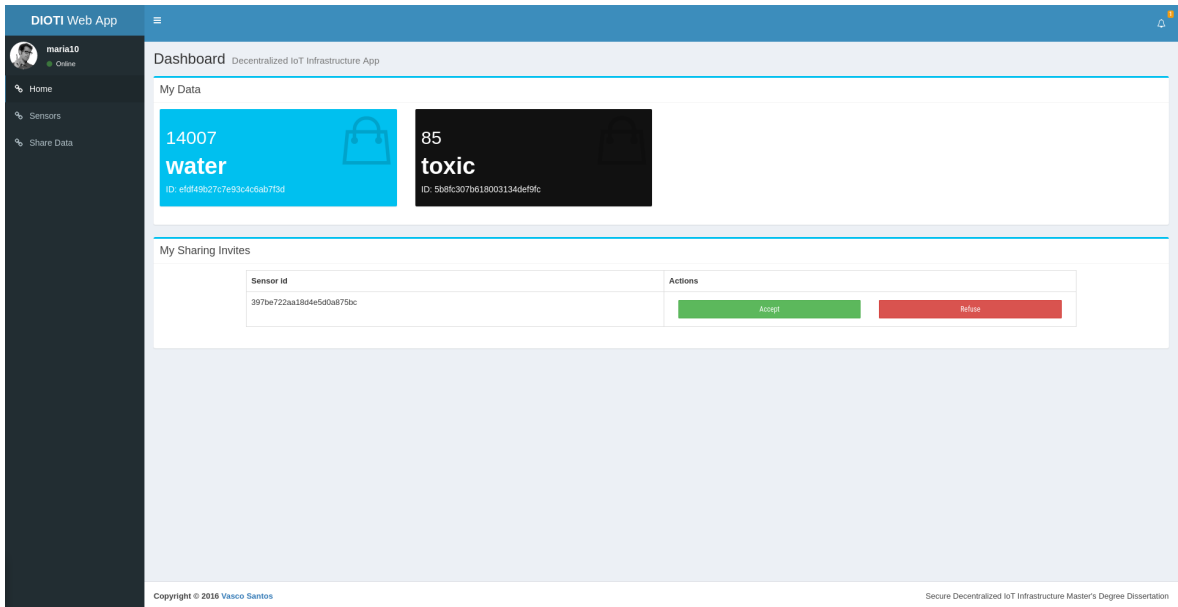 DIOTI Web App
1
maria10
Online
Home
Sensors
Share Data
Dashboard Decentralized IoT Infrastructure App
My Data
14007
water
ID: efdf49b27c7e93c4c6ab7f3d
85
toxic
ID: 5b8fc307b618003134def9fc
My Sharing Invites
Sensor Id Actions
397be722aa18d4e5d0a875bc Accept Refuse
Copyright © 2016 Vasco Santos Secure Decentralized IoT Infrastructure Master's Degree Dissertation